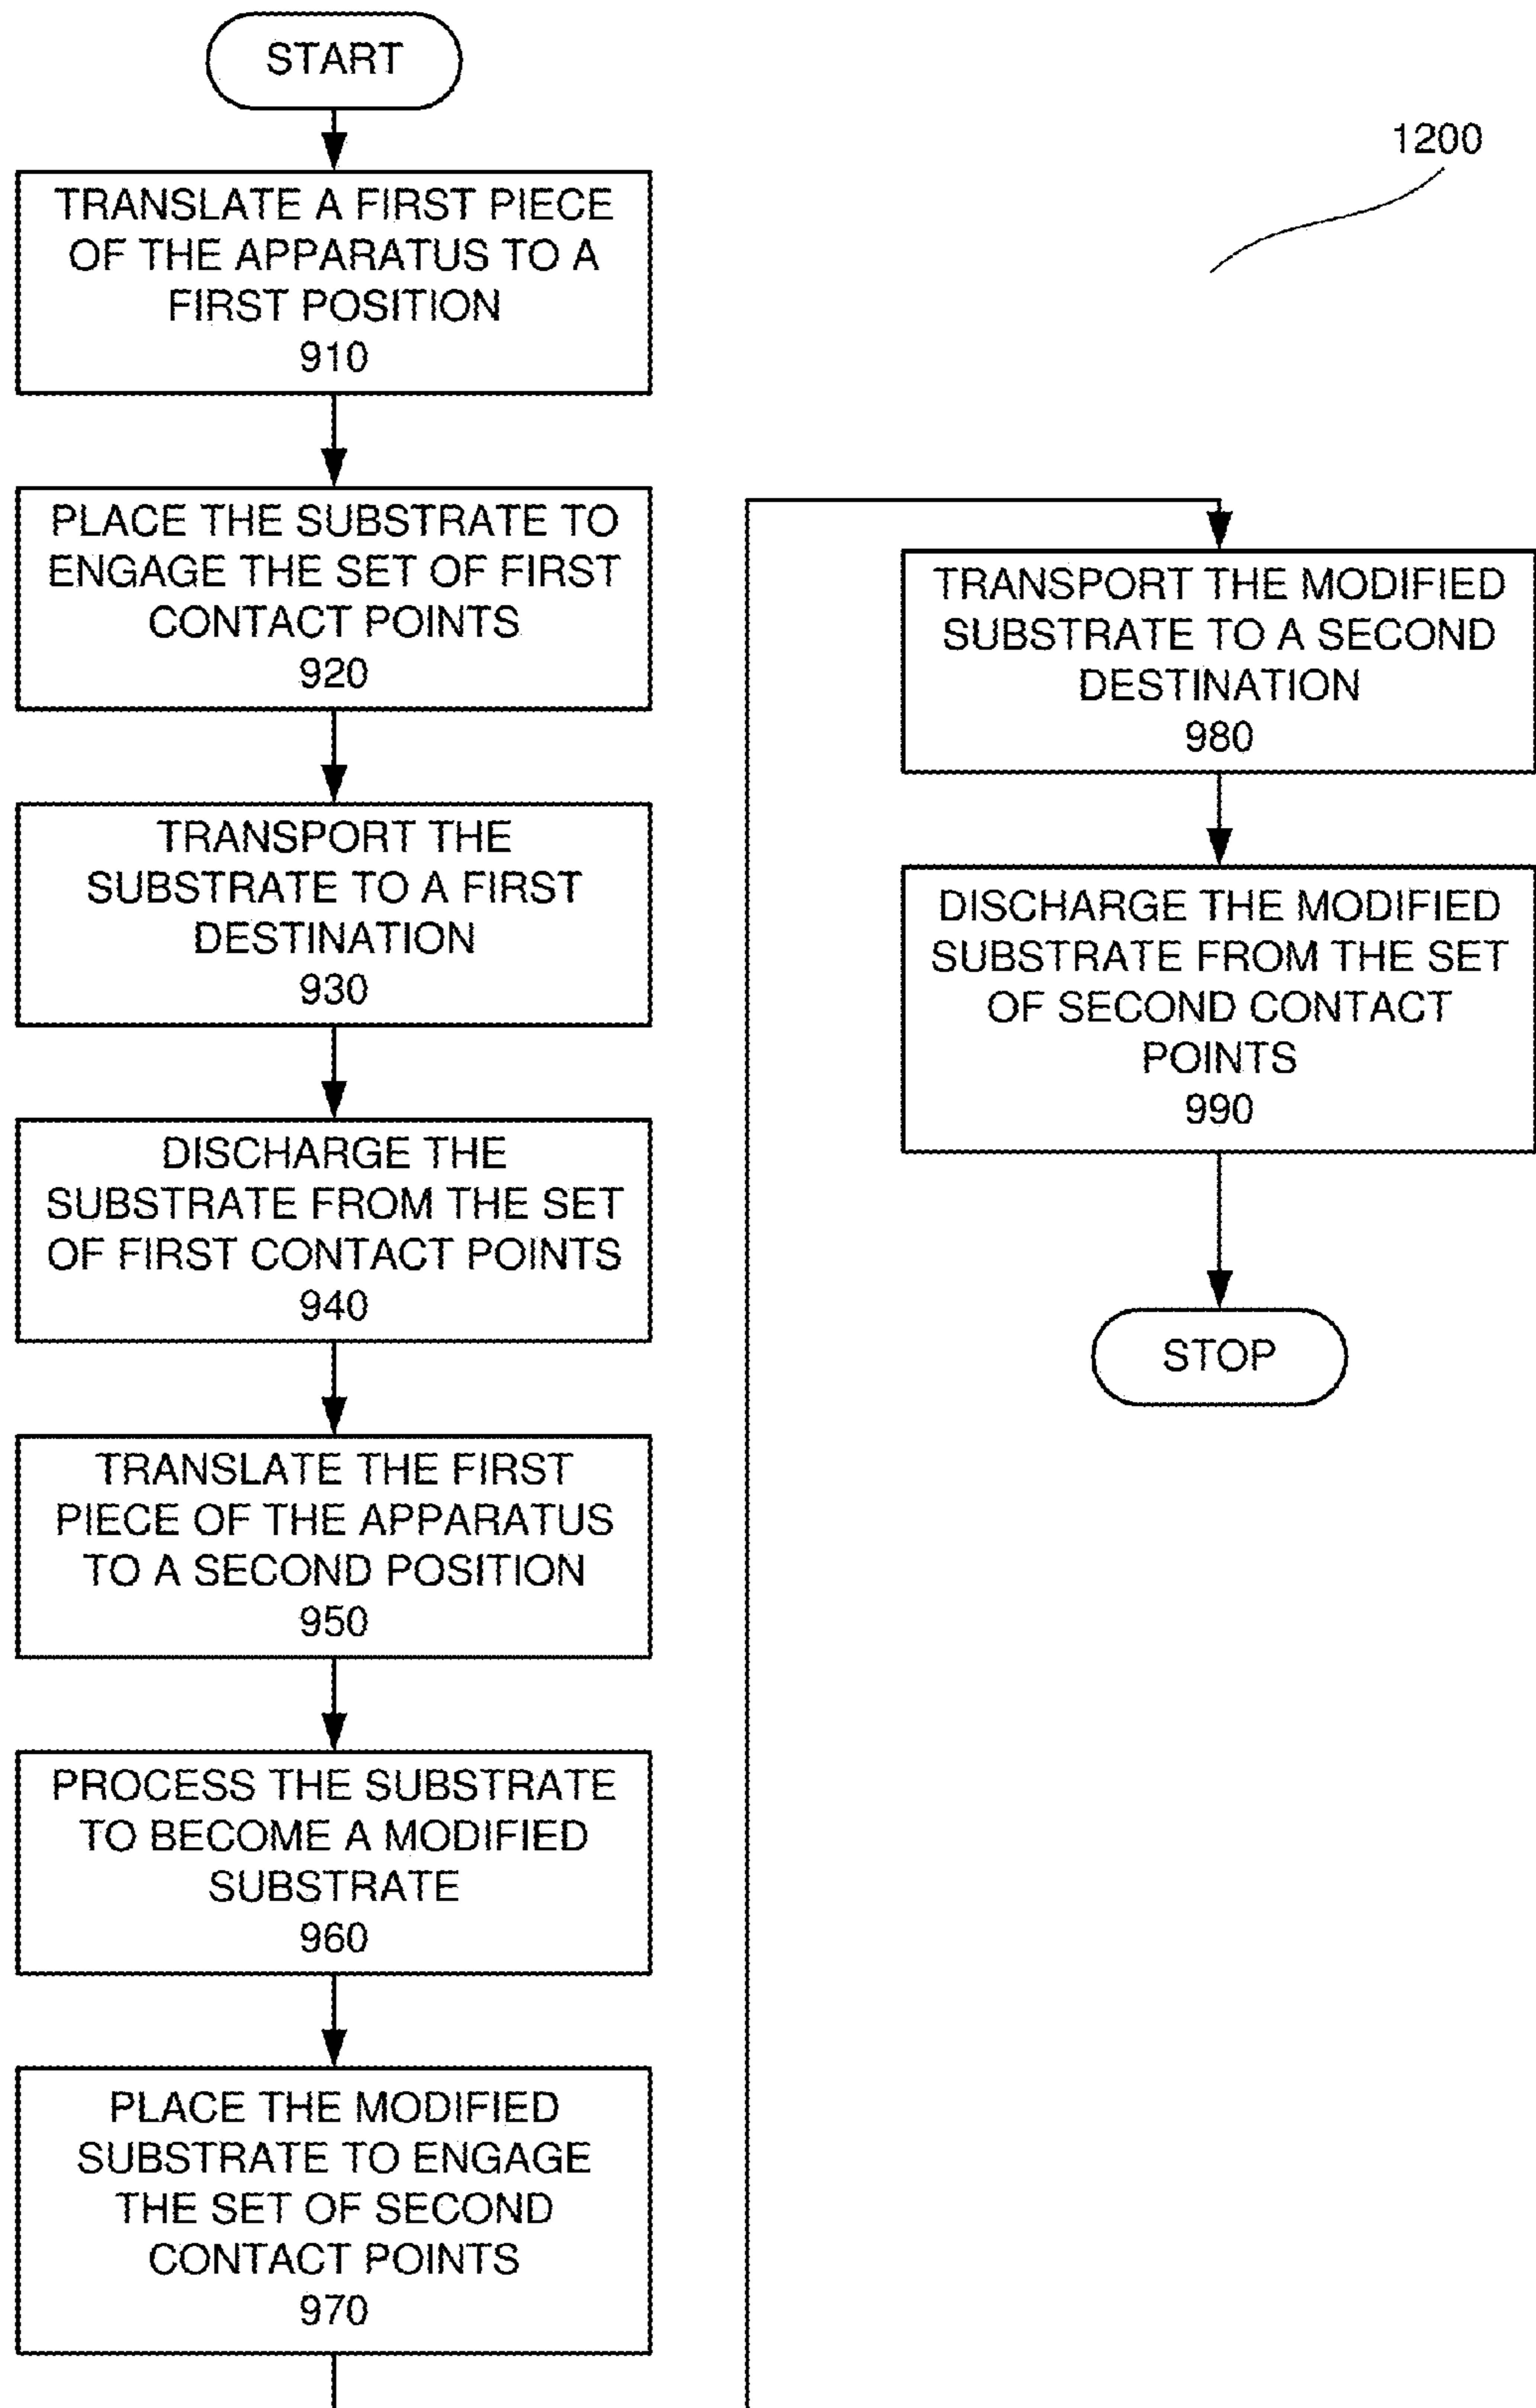 START
1200
TRANSLATE A FIRST PIECE
OF THE APPARATUS TO A
FIRST POSITION
910
PLACE THE SUBSTRATE TO
ENGAGE THE SET OF FIRST
CONTACT POINTS
920
TRANSPORT THE
SUBSTRATE TO A FIRST
DESTINATION
930
DISCHARGE THE
SUBSTRATE FROM THE SET
OF FIRST CONTACT POINTS
940
TRANSLATE THE FIRST
PIECE OF THE APPARATUS
TO A SECOND POSITION
950
PROCESS THE SUBSTRATE
TO BECOME A MODIFIED
SUBSTRATE
960
PLACE THE MODIFIED
SUBSTRATE TO ENGAGE
THE SET OF SECOND
CONTACT POINTS
970
TRANSPORT THE MODIFIED
SUBSTRATE TO A SECOND
DESTINATION
980
DISCHARGE THE MODIFIED
SUBSTRATE FROM THE SET
OF SECOND CONTACT
POINTS
990
STOP